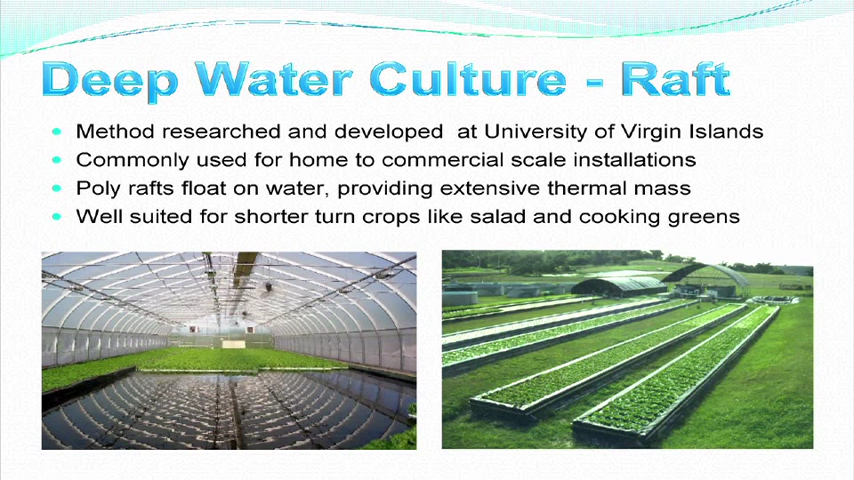 Deep Water Culture - Raft
Method researched and developed at University of Virgin Islands
Commonly used for home to commercial scale installations
Poly rafts float on water, providing extensive thermal mass
Well suited for shorter turn crops like salad and cooking greens